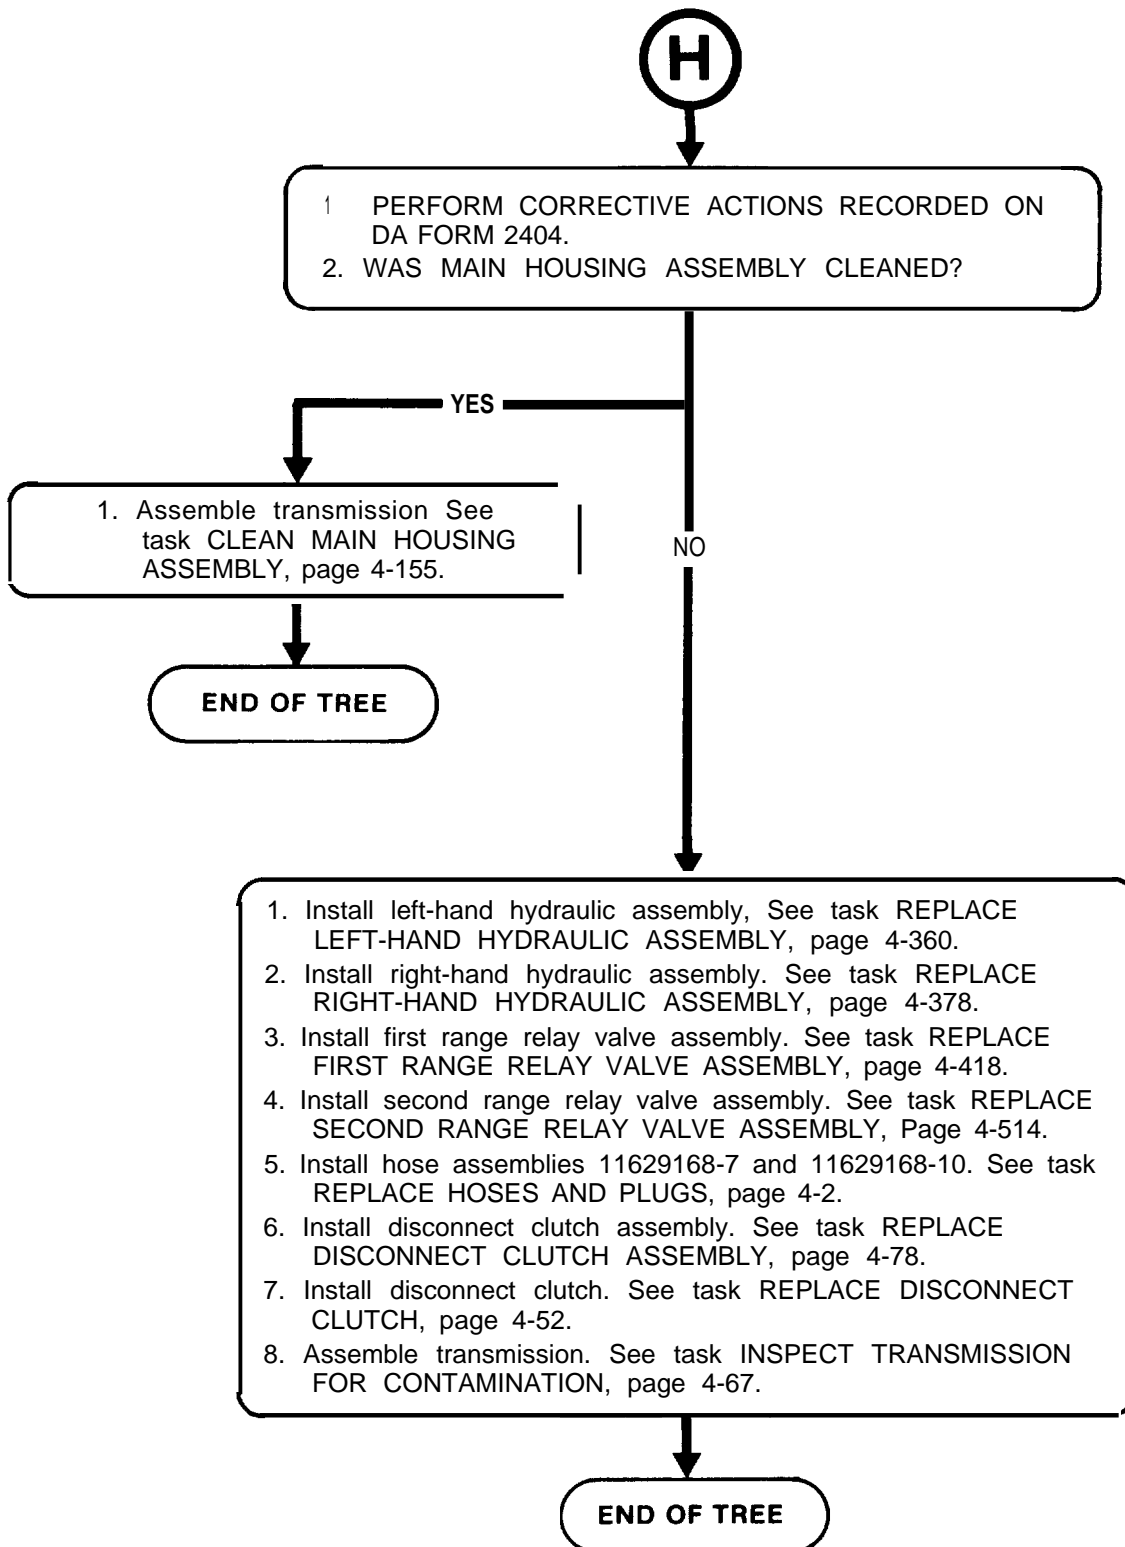 H
1 PERFORM CORRECTIVE ACTIONS RECORDED ON
DA FORM 2404.
2. WAS MAIN HOUSING ASSEMBLY CLEANED?
YES
1. Assemble transmission See
task CLEAN MAIN HOUSING
ASSEMBLY, page 4-155.
NO
END OF TREE
1. Install left-hand hydraulic assembly, See task REPLACE
LEFT-HAND HYDRAULIC ASSEMBLY, page 4-360.
2. Install right-hand hydraulic assembly. See task REPLACE
RIGHT-HAND HYDRAULIC ASSEMBLY, page 4-378.
3. Install first range relay valve assembly. See task REPLACE
FIRST RANGE RELAY VALVE ASSEMBLY, page 4-418.
4. Install second range relay valve assembly. See task REPLACE
SECOND RANGE RELAY VALVE ASSEMBLY, Page 4-514.
5. Install hose assemblies 11629168-7 and 11629168-10. See task
REPLACE HOSES AND PLUGS, page 4-2.
6. Install disconnect clutch assembly. See task REPLACE
DISCONNECT CLUTCH ASSEMBLY, page 4-78.
7. Install disconnect clutch. See task REPLACE DISCONNECT
CLUTCH, page 4-52.
8. Assemble transmission. See task INSPECT TRANSMISSION
FOR CONTAMINATION, page 4-67.
END OF TREE